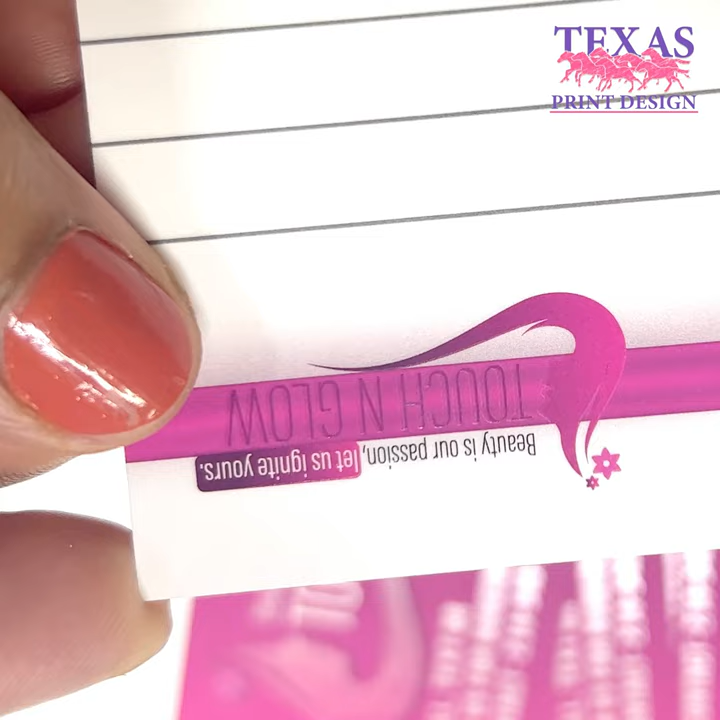 TEXAS
PRINT DESIGN
TOUCH N GLOW
Beauty is our passion, let us ignite yours.